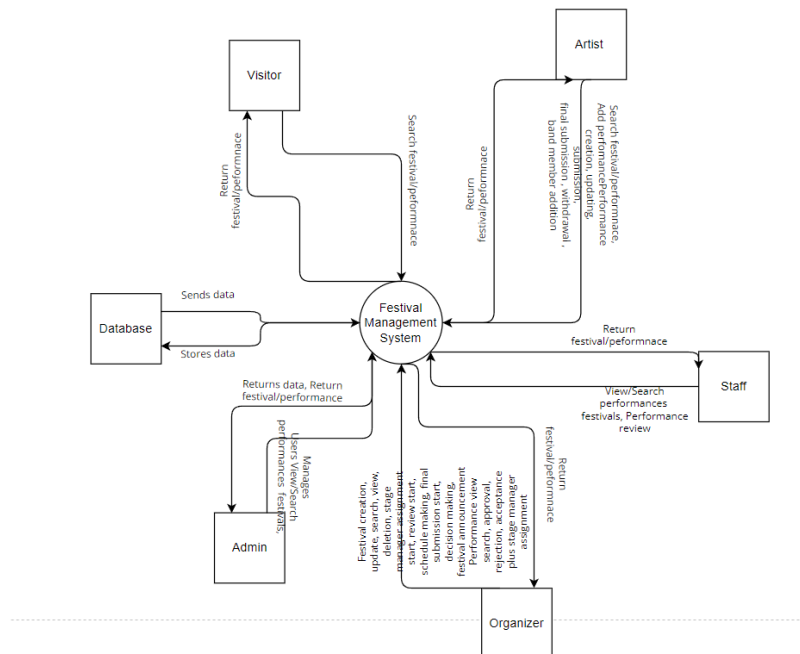 Artist
Visitor
Search festival/peformnace
Return
festival/peformnace
Return
festival/peformnace
Search festival/performnce,
Add perfomancePerformance
creation, updating,
submission,
final submission , withdrawal ,
band member addition
Sends data
Database
Stores data
Festival
Management
System
Return
festival/peformnace
Staff
View/Search
performances
festivals, Performance
review
Returns data, Return
festival/performance
Manages
Users View/Search
performances festivals,
Admin
Festival creation,
update, search, view,
deletion, stage
manager assignment
start, review start,
schedule making, final
submission start,
decision making,
festival announcement
Performance view
search, approval,
rejection, acceptance
plus stage manager
assignment
Return
festival/peformnace
Organizer